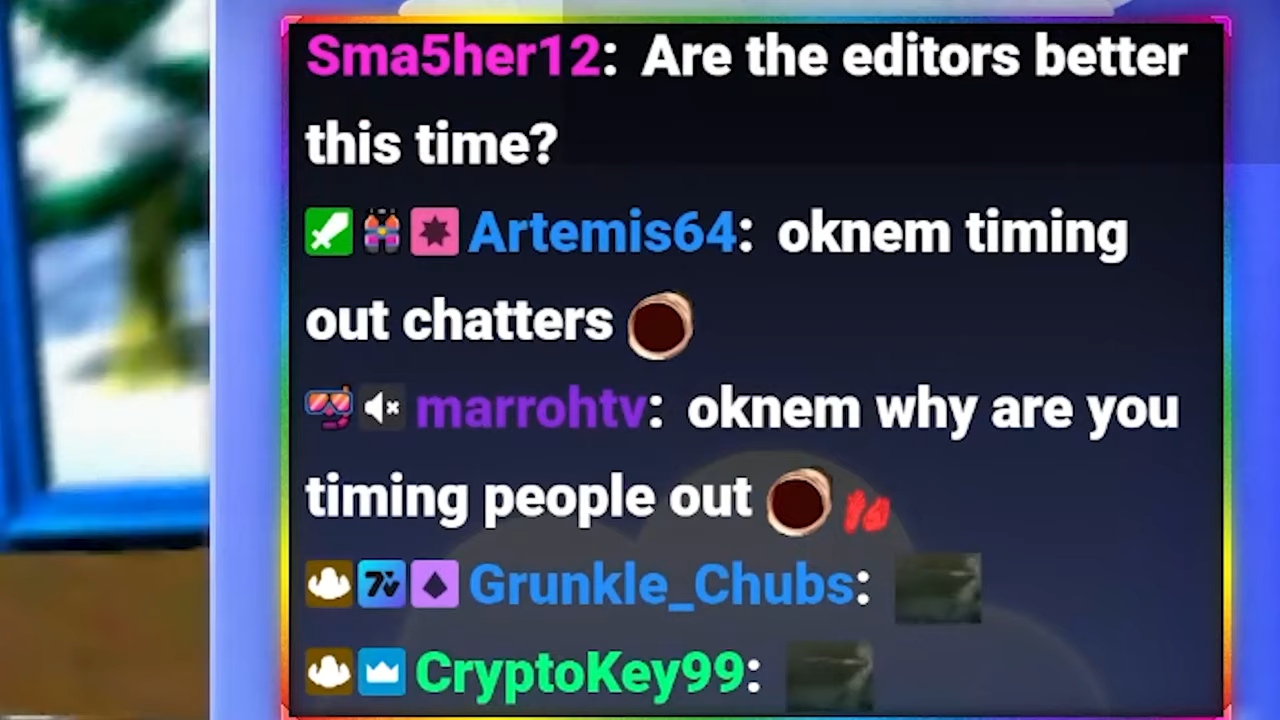 Sma5her12: Are the editors better
this time?
Artemis64: oknem timing
out chatters
marrohtv: oknem why are you
timing people out
Grunkle_Chubs:
CryptoKey99: